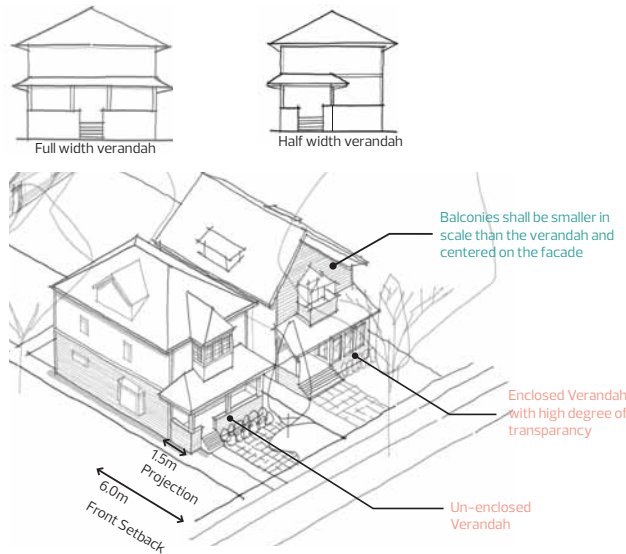 Full width verandah
Half width verandah
Balconies shall be smaller in
scale than the verandah and
centered on the facade
Enclosed Verandah
with high degree of
transparancy
1.5m
Projection
6.0m
Front Setback
Un-enclosed
Verandah